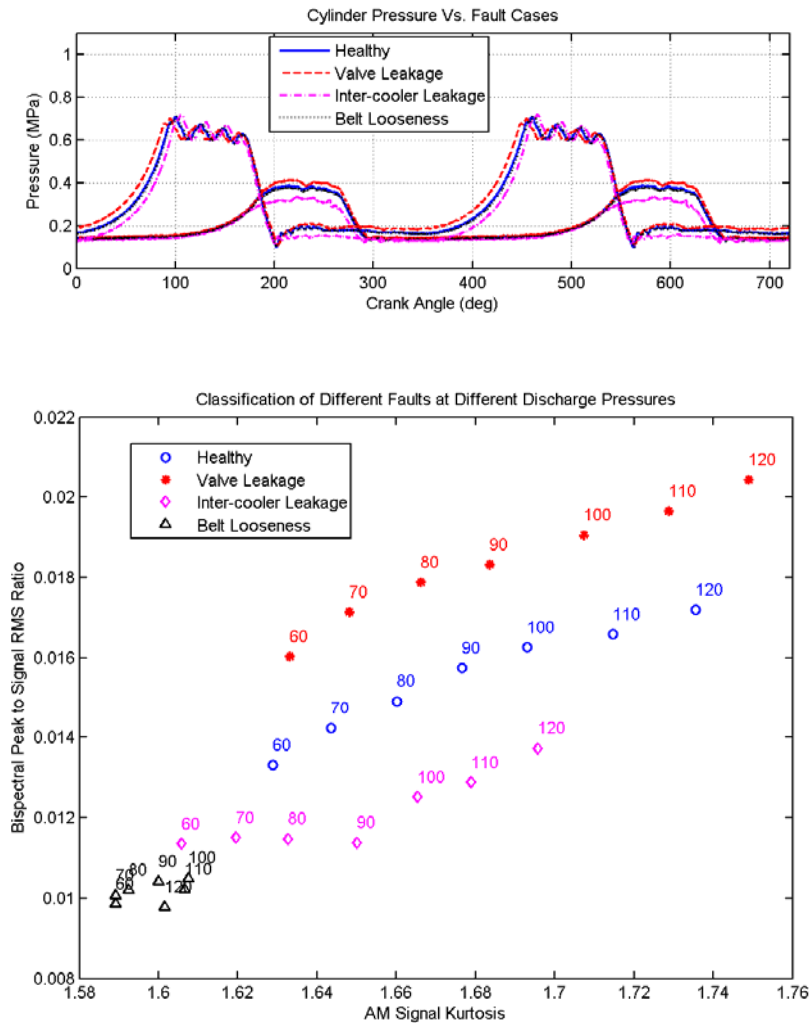 Cylinder Pressure Vs. Fault Cases
Healthy
Valve Leakage
Inter-cooler Leakage
Belt Looseness
Pressure (MPa)
1
0.8
0.6
0.4
0.2
0
0 100 200 300 400 500 600 700
Crank Angle (deg)
Classification of Different Faults at Different Discharge Pressures
Healthy
Valve Leakage
Inter-cooler Leakage
Belt Looseness
Bispectral Peak to Signal RMS Ratio
0.022
0.02
0.018
0.016
0.014
0.012
0.01
0.008
60 70 80 90 100 110 120
60 70 80 90 100 110 120
60 70 80 90 100 110 120
60 70 80 90 100 110 120
1.58 1.6 1.62 1.64 1.66 1.68 1.7 1.72 1.74 1.76
AM Signal Kurtosis